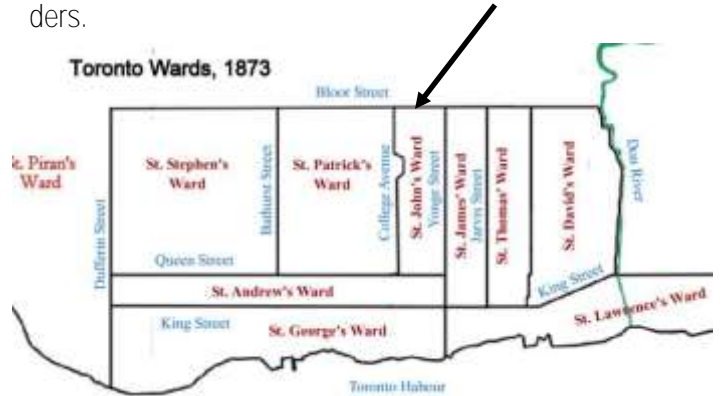 ders.
Toronto Wards, 1873
Bloor Street
St. Piran's
Ward
Dufferin Street
St. Stephen's
Ward
Bathurst Street
St. Patrick's
Ward
College Avenue
St. John's Ward
Yonge Street
St. James' Ward
Jarvis Street
St. Thomas' Ward
St. David's Ward
Don River
Queen Street
St. Andrew's Ward
King Street
King Street
St. George's Ward
St. Lawrence's Ward
Toronto Habour